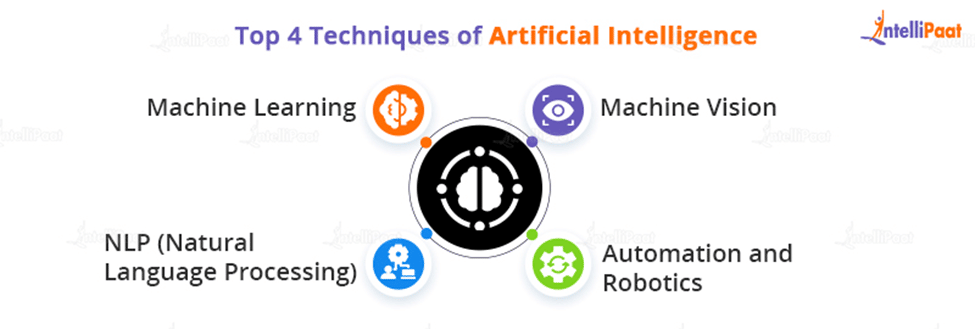 Top 4 Techniques of Artificial Intelligence
IntelliPaat
Machine Learning
Machine Vision
NLP (Natural
Language Processing)
Automation and
Robotics